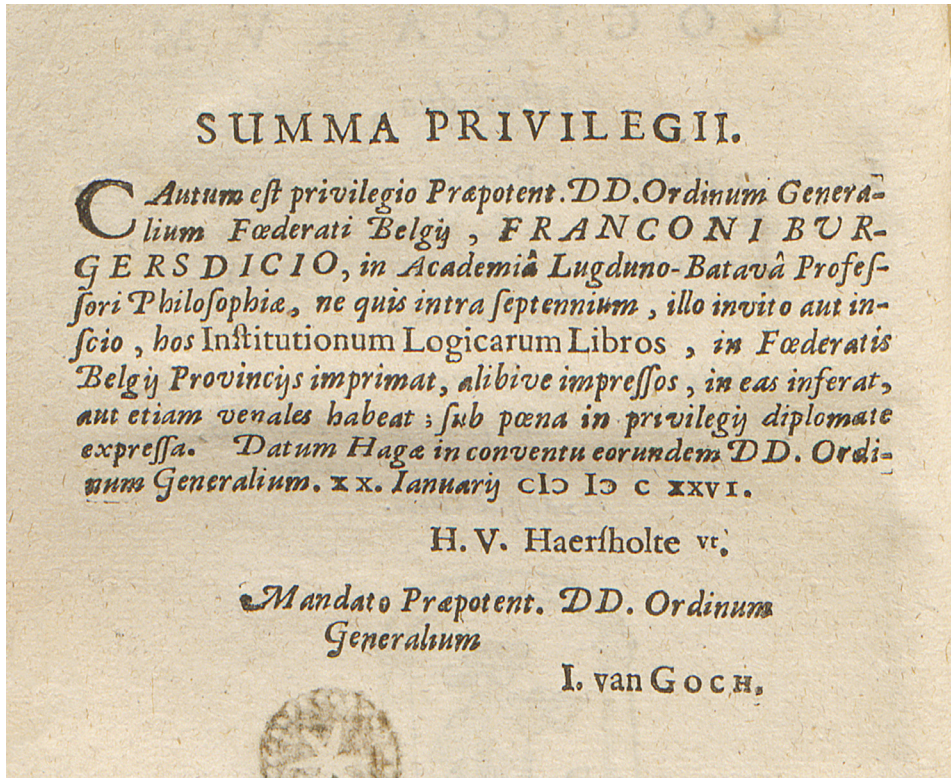 SUMMA PRIVILEGII.
CAutum eſt privilegio Præpotent. DD. Ordinum Genera-
lium Fœderati Belgij, FRANCONI BUR-
GERSDICIO, in Academiâ Lugduno-Batavâ Profeſ-
ſori Philoſophiæ, ne quis intra ſeptennium, illo invito aut in-
ſcio, hos Inſtitutionum Logicarum Libros, in Fœderatis
Belgij Provincijs imprimat, alibive impreſſos, in eas inferat,
aut etiam venales habeat; ſub pœna in privilegij diplomate
expreſſa. Datum Hagæ in conventu eorundem DD. Ordi-
num Generalium. XX. Ianuarij CIƆ IƆ C XXVI.
H. V. Haerſholte vt.
Mandato Præpotent. DD. Ordinum
Generalium
I. van GOCH.